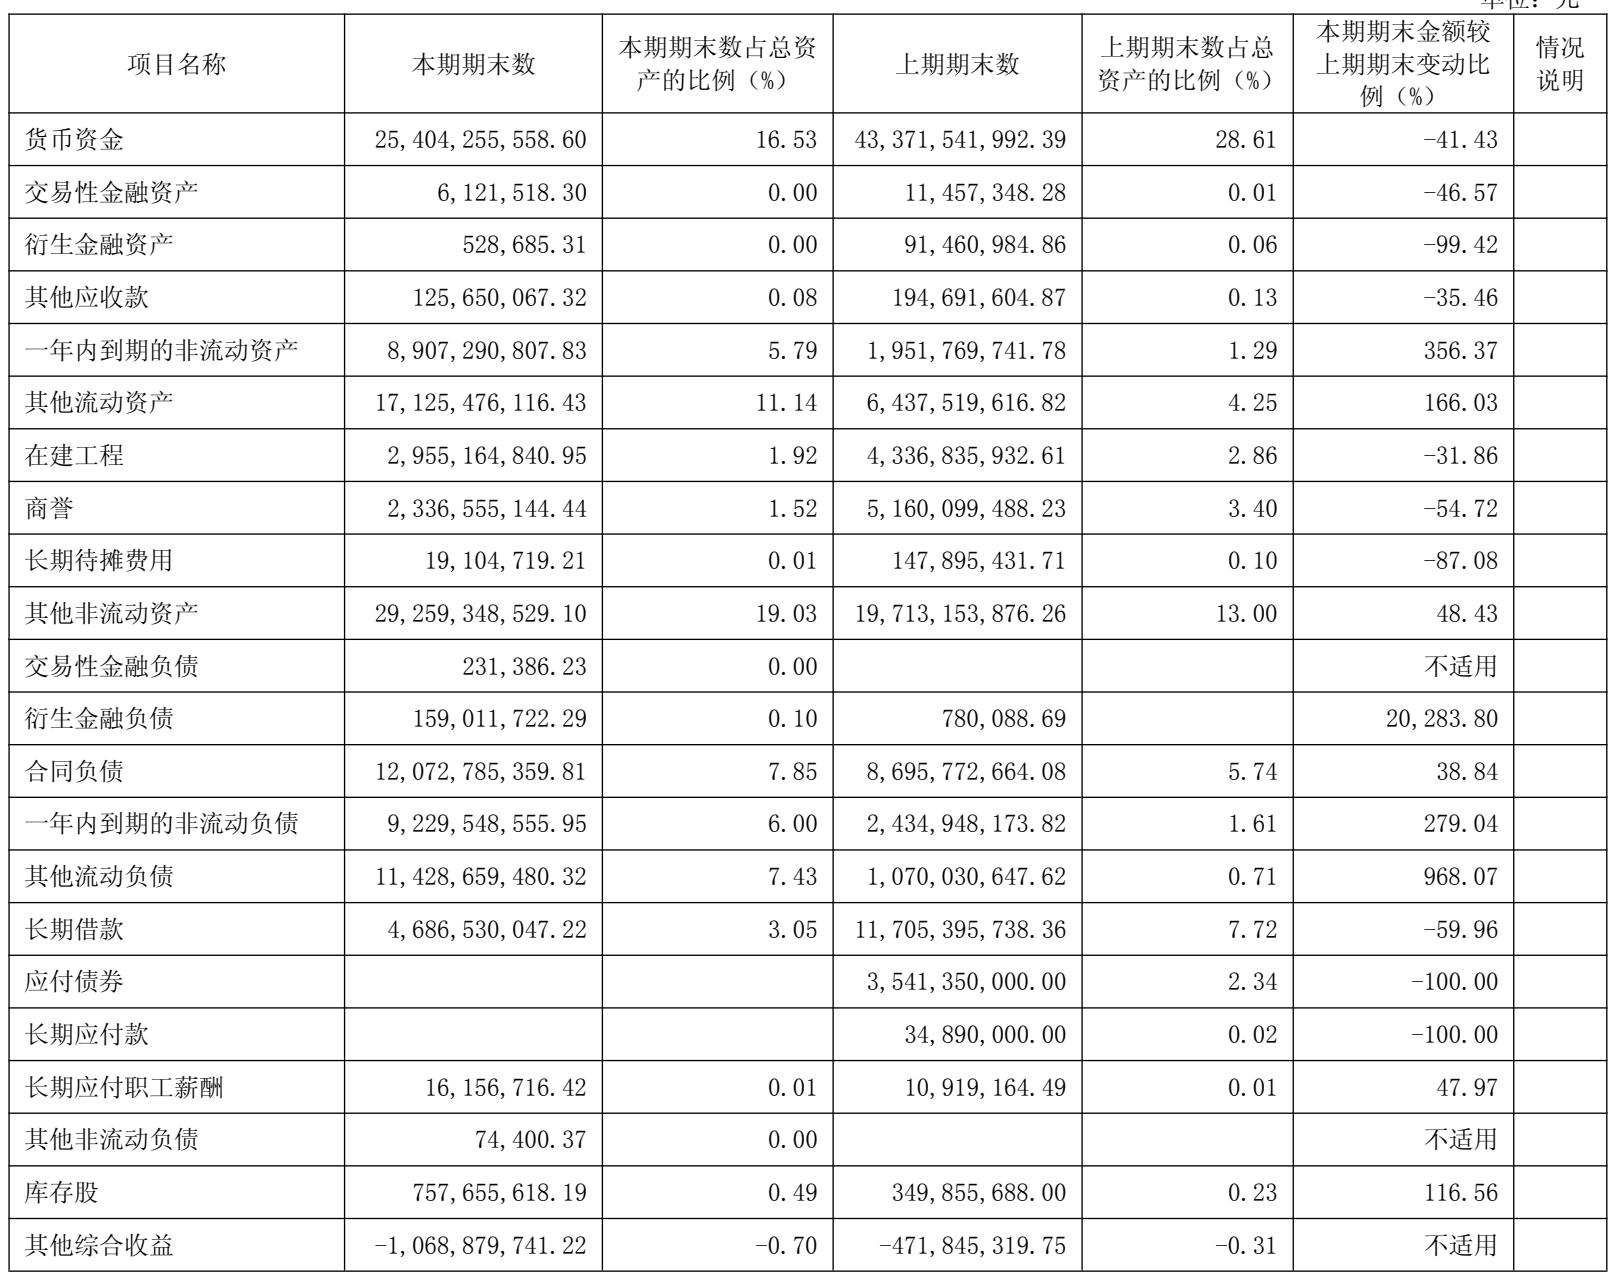 单位：元
项目名称 本期期末数 本期期末数占总资产的比例（%） 上期期末数 上期期末数占总资产的比例（%） 本期期末金额较上期期末变动比例（%） 情况说明
货币资金 25,404,255,558.60 16.53 43,371,541,992.39 28.61 -41.43
交易性金融资产 6,121,518.30 0.00 11,457,348.28 0.01 -46.57
衍生金融资产 528,685.31 0.00 91,460,984.86 0.06 -99.42
其他应收款 125,650,067.32 0.08 194,691,604.87 0.13 -35.46
一年内到期的非流动资产 8,907,290,807.83 5.79 1,951,769,741.78 1.29 356.37
其他流动资产 17,125,476,116.43 11.14 6,437,519,616.82 4.25 166.03
在建工程 2,955,164,840.95 1.92 4,336,835,932.61 2.86 -31.86
商誉 2,336,555,144.44 1.52 5,160,099,488.23 3.40 -54.72
长期待摊费用 19,104,719.21 0.01 147,895,431.71 0.10 -87.08
其他非流动资产 29,259,348,529.10 19.03 19,713,153,876.26 13.00 48.43
交易性金融负债 231,386.23 0.00 不适用
衍生金融负债 159,011,722.29 0.10 780,088.69 20,283.80
合同负债 12,072,785,359.81 7.85 8,695,772,664.08 5.74 38.84
一年内到期的非流动负债 9,229,548,555.95 6.00 2,434,948,173.82 1.61 279.04
其他流动负债 11,428,659,480.32 7.43 1,070,030,647.62 0.71 968.07
长期借款 4,686,530,047.22 3.05 11,705,395,738.36 7.72 -59.96
应付债券 3,541,350,000.00 2.34 -100.00
长期应付款 34,890,000.00 0.02 -100.00
长期应付职工薪酬 16,156,716.42 0.01 10,919,164.49 0.01 47.97
其他非流动负债 74,400.37 0.00 不适用
库存股 757,655,618.19 0.49 349,855,688.00 0.23 116.56
其他综合收益 -1,068,879,741.22 -0.70 -471,845,319.75 -0.31 不适用